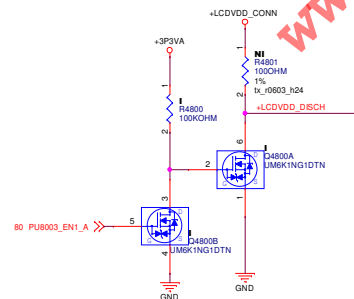 +LCDVDD_CONN
WWW
+3P3VA
1
NI
R4801
100OHM
1%
tx_r0603_h24
2
1
I
R4800
100KOHM
2
+LCDVDD_DISCH
6
I
Q4800A
UM6K1NG1DTN
2
D
G
S
1
3
80 PU8003_EN1_A
5
D
G
S
I
Q4800B
UM6K1NG1DTN
4
GND
GND